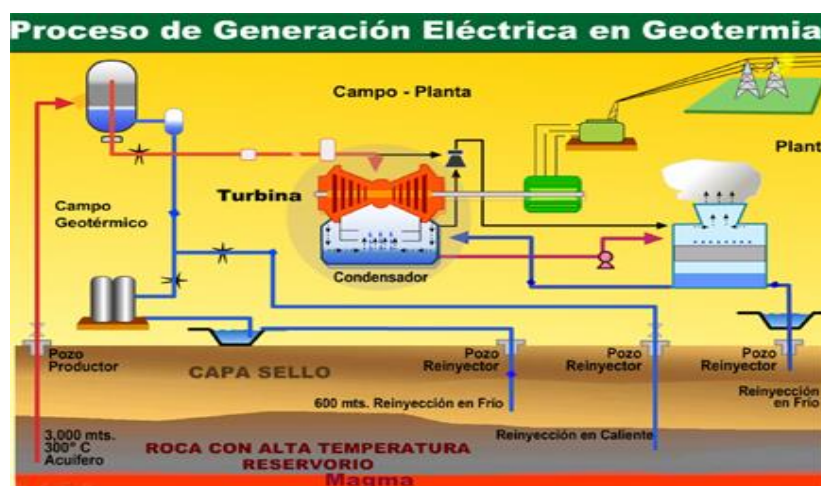 Proceso de Generación Eléctrica en Geotermia
Campo - Planta
Plant
Turbina
Campo
Geotérmico
Condensador
Pozo
Productor
Pozo
Reinyector
Pozo
Reinyector
Pozo
Reinyector
CAPA SELLO
600 mts. Reinyección en Frío
Reinyección
en Frío
Reinyección en Caliente
3,000 mts.
300° C
Acuifero
ROCA CON ALTA TEMPERATURA
RESERVORIO
Magma